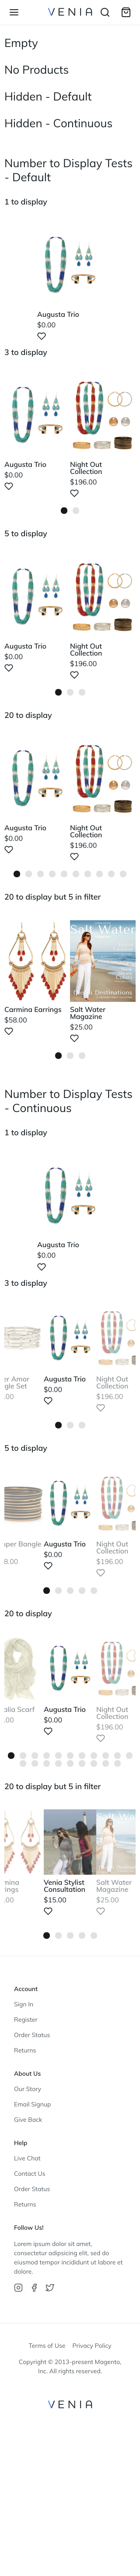 VENIA
Empty
No Products
Hidden - Default
Hidden - Continuous
Number to Display Tests
- Default
1 to display
Augusta Trio
$0.00
3 to display
Augusta Trio
$0.00
Night Out
Collection
$196.00
5 to display
Augusta Trio
$0.00
Night Out
Collection
$196.00
20 to display
Augusta Trio
$0.00
Night Out
Collection
$196.00
20 to display but 5 in filter
Salt Water
Carmina Earrings
$58.00
Salt Water
Magazine
$25.00
Number to Display Tests
- Continuous
1 to display
Augusta Trio
$0.00
3 to display
er Amor
gle Set
.00
Augusta Trio
$0.00
Night Out
Collection
$196.00
5 to display
per Bangle
8.00
Augusta Trio
$0.00
Night Out
Collection
$196.00
20 to display
alia Scarf
.00
Augusta Trio
$0.00
Night Out
Collection
$196.00
20 to display but 5 in filter
mina
ings
.00
Venia Stylist
Consultation
$15.00
Salt Water
Magazine
$25.00
Account
Sign In
Register
Order Status
Returns
About Us
Our Story
Email Signup
Give Back
Help
Live Chat
Contact Us
Order Status
Returns
Follow Us!
Lorem ipsum dolor sit amet,
consectetur adipisicing elit, sed do
eiusmod tempor incididunt ut labore et
dolore.
Terms of Use Privacy Policy
Copyright © 2013-present Magento,
Inc. All rights reserved.
VENIA